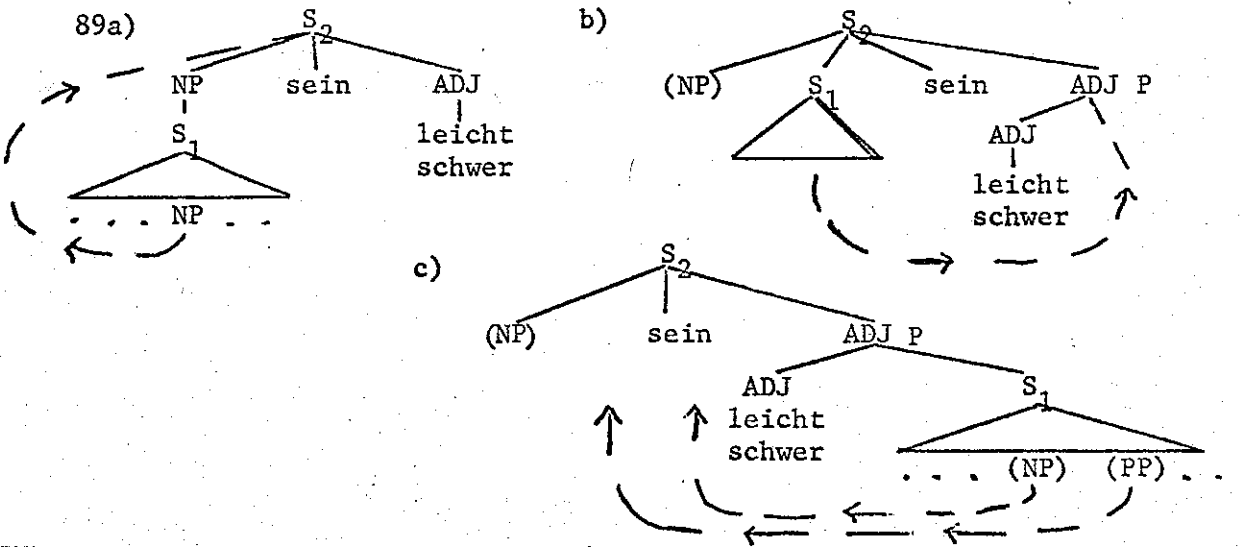 89a)
S2
NP sein ADJ
S1
leicht
schwer
. . . NP . .
b)
S2
(NP) S1 sein ADJ P
ADJ
leicht
schwer
c)
S2
(NP) sein ADJ P
ADJ S1
leicht
schwer
. . . (NP) (PP) . .